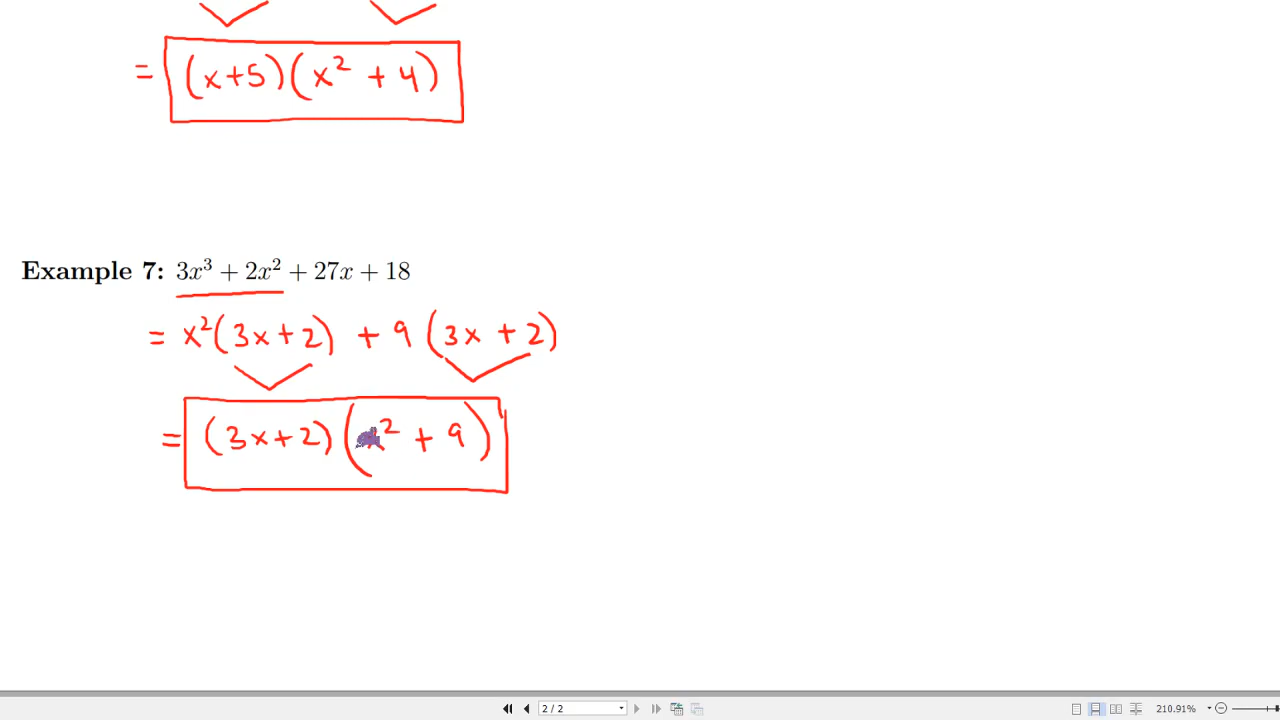 = (x+5)(x² + 4)
Example 7: 3x³ + 2x² + 27x + 18
= x²(3x+2) + 9(3x+2)
= (3x+2)(x² + 9)
2 / 2
210.91%